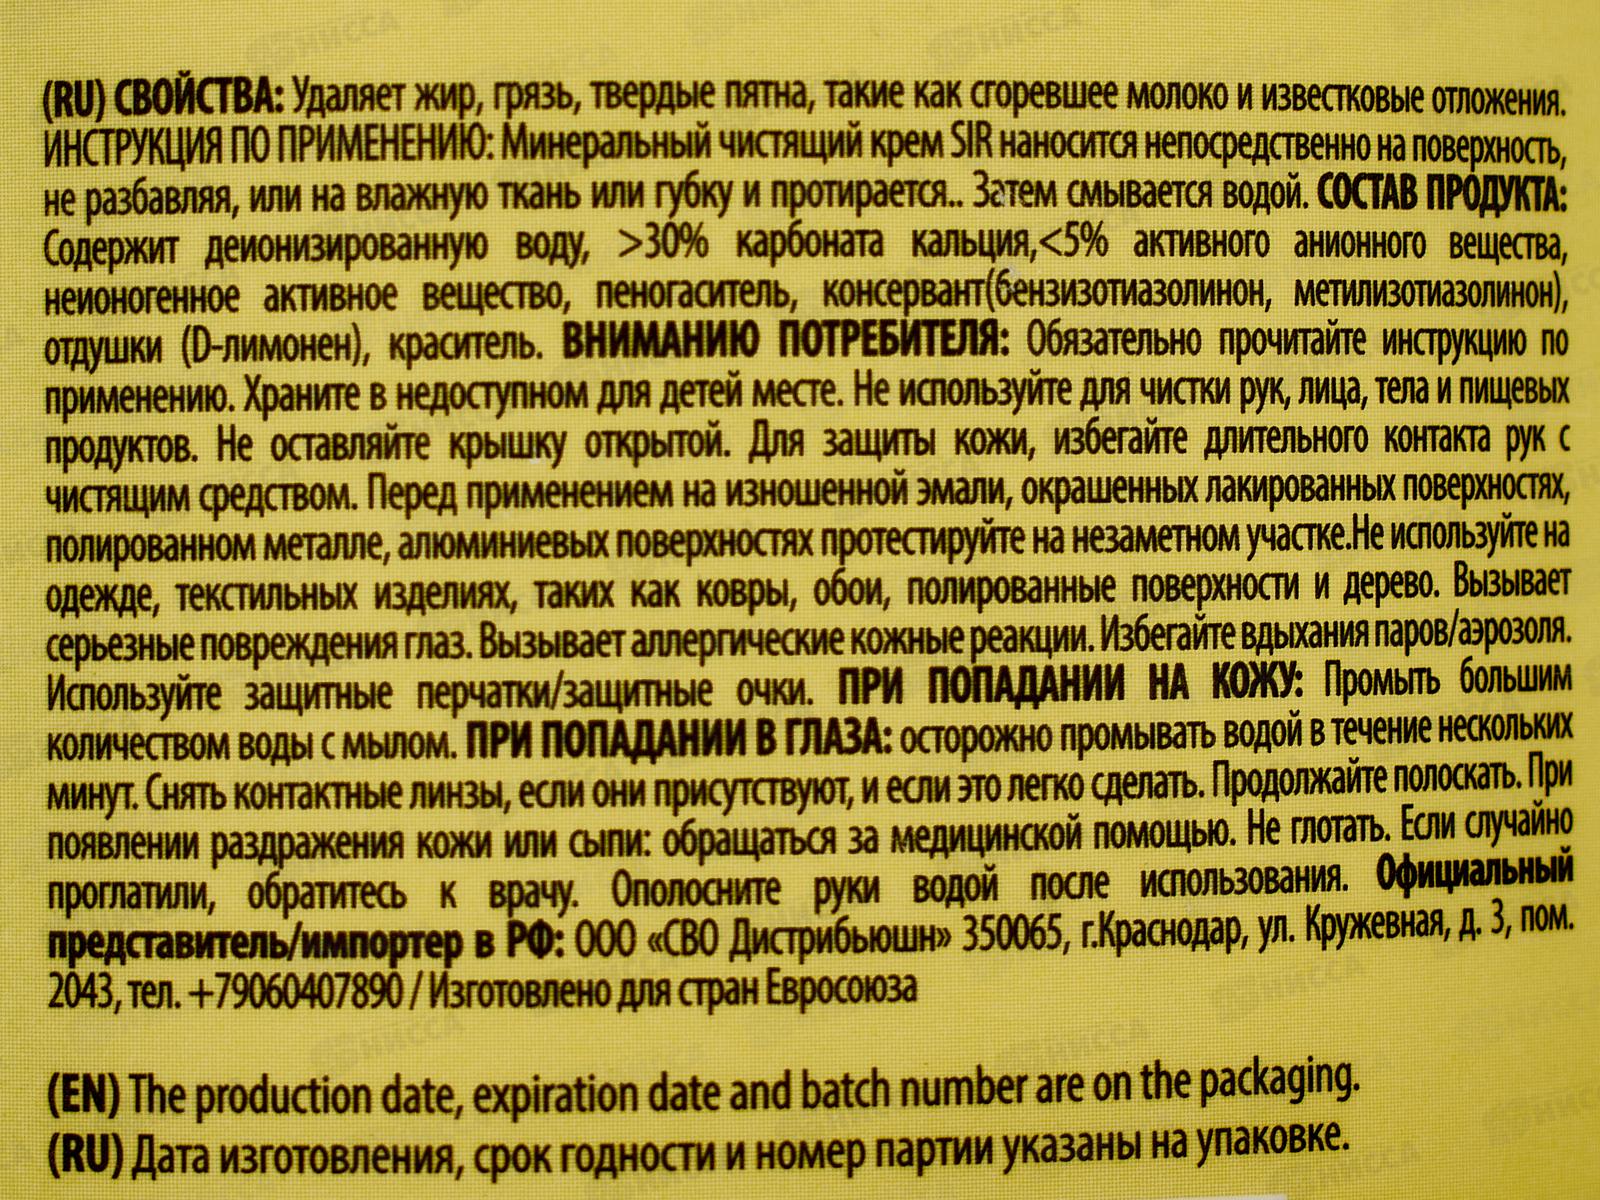 (RU) СВОЙСТВА: Удаляет жир, грязь, твердые пятна, такие как сгоревшее молоко и известковые отложения.
ИНСТРУКЦИЯ ПО ПРИМЕНЕНИЮ: Минеральный чистящий крем SIR наносится непосредственно на поверхность,
не разбавляя, или на влажную ткань или губку и протирается.. Затем смывается водой. СОСТАВ ПРОДУКТА:
Содержит деионизированную воду, >30% карбоната кальция,<5% активного анионного вещества,
неионогенное активное вещество, пеногаситель, консервант(бензизотиазолинон, метилизотиазолинон),
отдушки (D-лимонен), краситель. ВНИМАНИЮ ПОТРЕБИТЕЛЯ: Обязательно прочитайте инструкцию по
применению. Храните в недоступном для детей месте. Не используйте для чистки рук, лица, тела и пищевых
продуктов. Не оставляйте крышку открытой. Для защиты кожи, избегайте длительного контакта рук с
чистящим средством. Перед применением на изношенной эмали, окрашенных лакированных поверхностях,
полированном металле, алюминиевых поверхностях протестируйте на незаметном участке.Не используйте на
одежде, текстильных изделиях, таких как ковры, обои, полированные поверхности и дерево. Вызывает
серьезные повреждения глаз. Вызывает аллергические кожные реакции. Избегайте вдыхания паров/аэрозоля.
Используйте защитные перчатки/защитные очки. ПРИ ПОПАДАНИИ НА КОЖУ: Промыть большим
количеством воды с мылом. ПРИ ПОПАДАНИИ В ГЛАЗА: осторожно промывать водой в течение нескольких
минут. Снять контактные линзы, если они присутствуют, и если это легко сделать. Продолжайте полоскать. При
появлении раздражения кожи или сыпи: обращаться за медицинской помощью. Не глотать. Если случайно
проглатили, обратитесь к врачу. Ополосните руки водой после использования. Официальный
представитель/импортер в РФ: ООО «СВО Дистрибьюшн» 350065, г.Краснодар, ул. Кружевная, д. 3, пом.
2043, тел. +79060407890 / Изготовлено для стран Евросоюза
(EN) The production date, expiration date and batch number are on the packaging.
(RU) Дата изготовления, срок годности и номер партии указаны на упаковке.